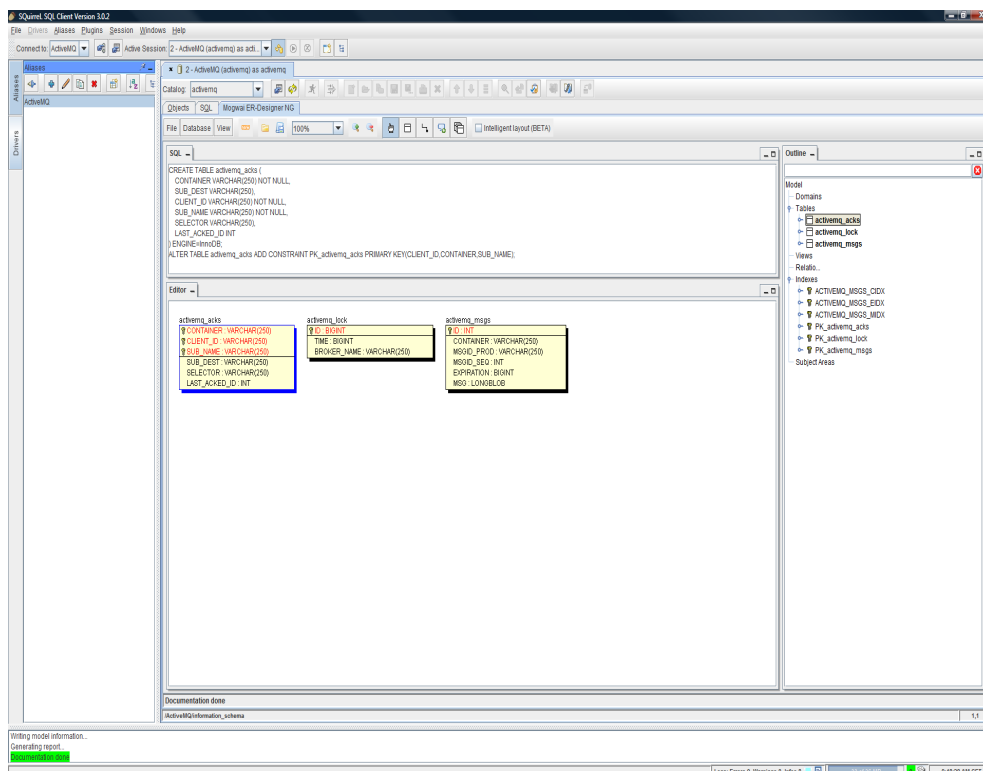 SQuirreL SQL Client Version 3.0.2
File Drivers Aliases Plugins Session Windows Help
Connect to: ActiveMQ Active Session: 2 - ActiveMQ (activemq) as acti...
Aliases
ActiveMQ
Aliases
Drivers
2 - ActiveMQ (activemq) as activemq
Catalog: activemq
Objects SQL Mogwai ER-Designer NG
File Database View 100% Intelligent layout (BETA)
SQL
CREATE TABLE activemq_acks (
CONTAINER VARCHAR(250) NOT NULL,
SUB_DEST VARCHAR(250),
CLIENT_ID VARCHAR(250) NOT NULL,
SUB_NAME VARCHAR(250) NOT NULL,
SELECTOR VARCHAR(250),
LAST_ACKED_ID INT
) ENGINE=InnoDB;
ALTER TABLE activemq_acks ADD CONSTRAINT PK_activemq_acks PRIMARY KEY(CLIENT_ID,CONTAINER,SUB_NAME);
Editor
activemq_acks
CONTAINER : VARCHAR(250)
CLIENT_ID : VARCHAR(250)
SUB_NAME : VARCHAR(250)
SUB_DEST : VARCHAR(250)
SELECTOR : VARCHAR(250)
LAST_ACKED_ID : INT
activemq_lock
ID : BIGINT
TIME : BIGINT
BROKER_NAME : VARCHAR(250)
activemq_msgs
ID : INT
CONTAINER : VARCHAR(250)
MSGID_PROD : VARCHAR(250)
MSGID_SEQ : INT
EXPIRATION : BIGINT
MSG : LONGBLOB
Outline
Model
Domains
Tables
activemq_acks
activemq_lock
activemq_msgs
Views
Relatio...
Indexes
ACTIVEMQ_MSGS_CIDX
ACTIVEMQ_MSGS_EIDX
ACTIVEMQ_MSGS_MIDX
PK_activemq_acks
PK_activemq_lock
PK_activemq_msgs
Subject Areas
Documentation done
/ActiveMQ/information_schema 1,1
Writing model information...
Generating report...
Documentation done